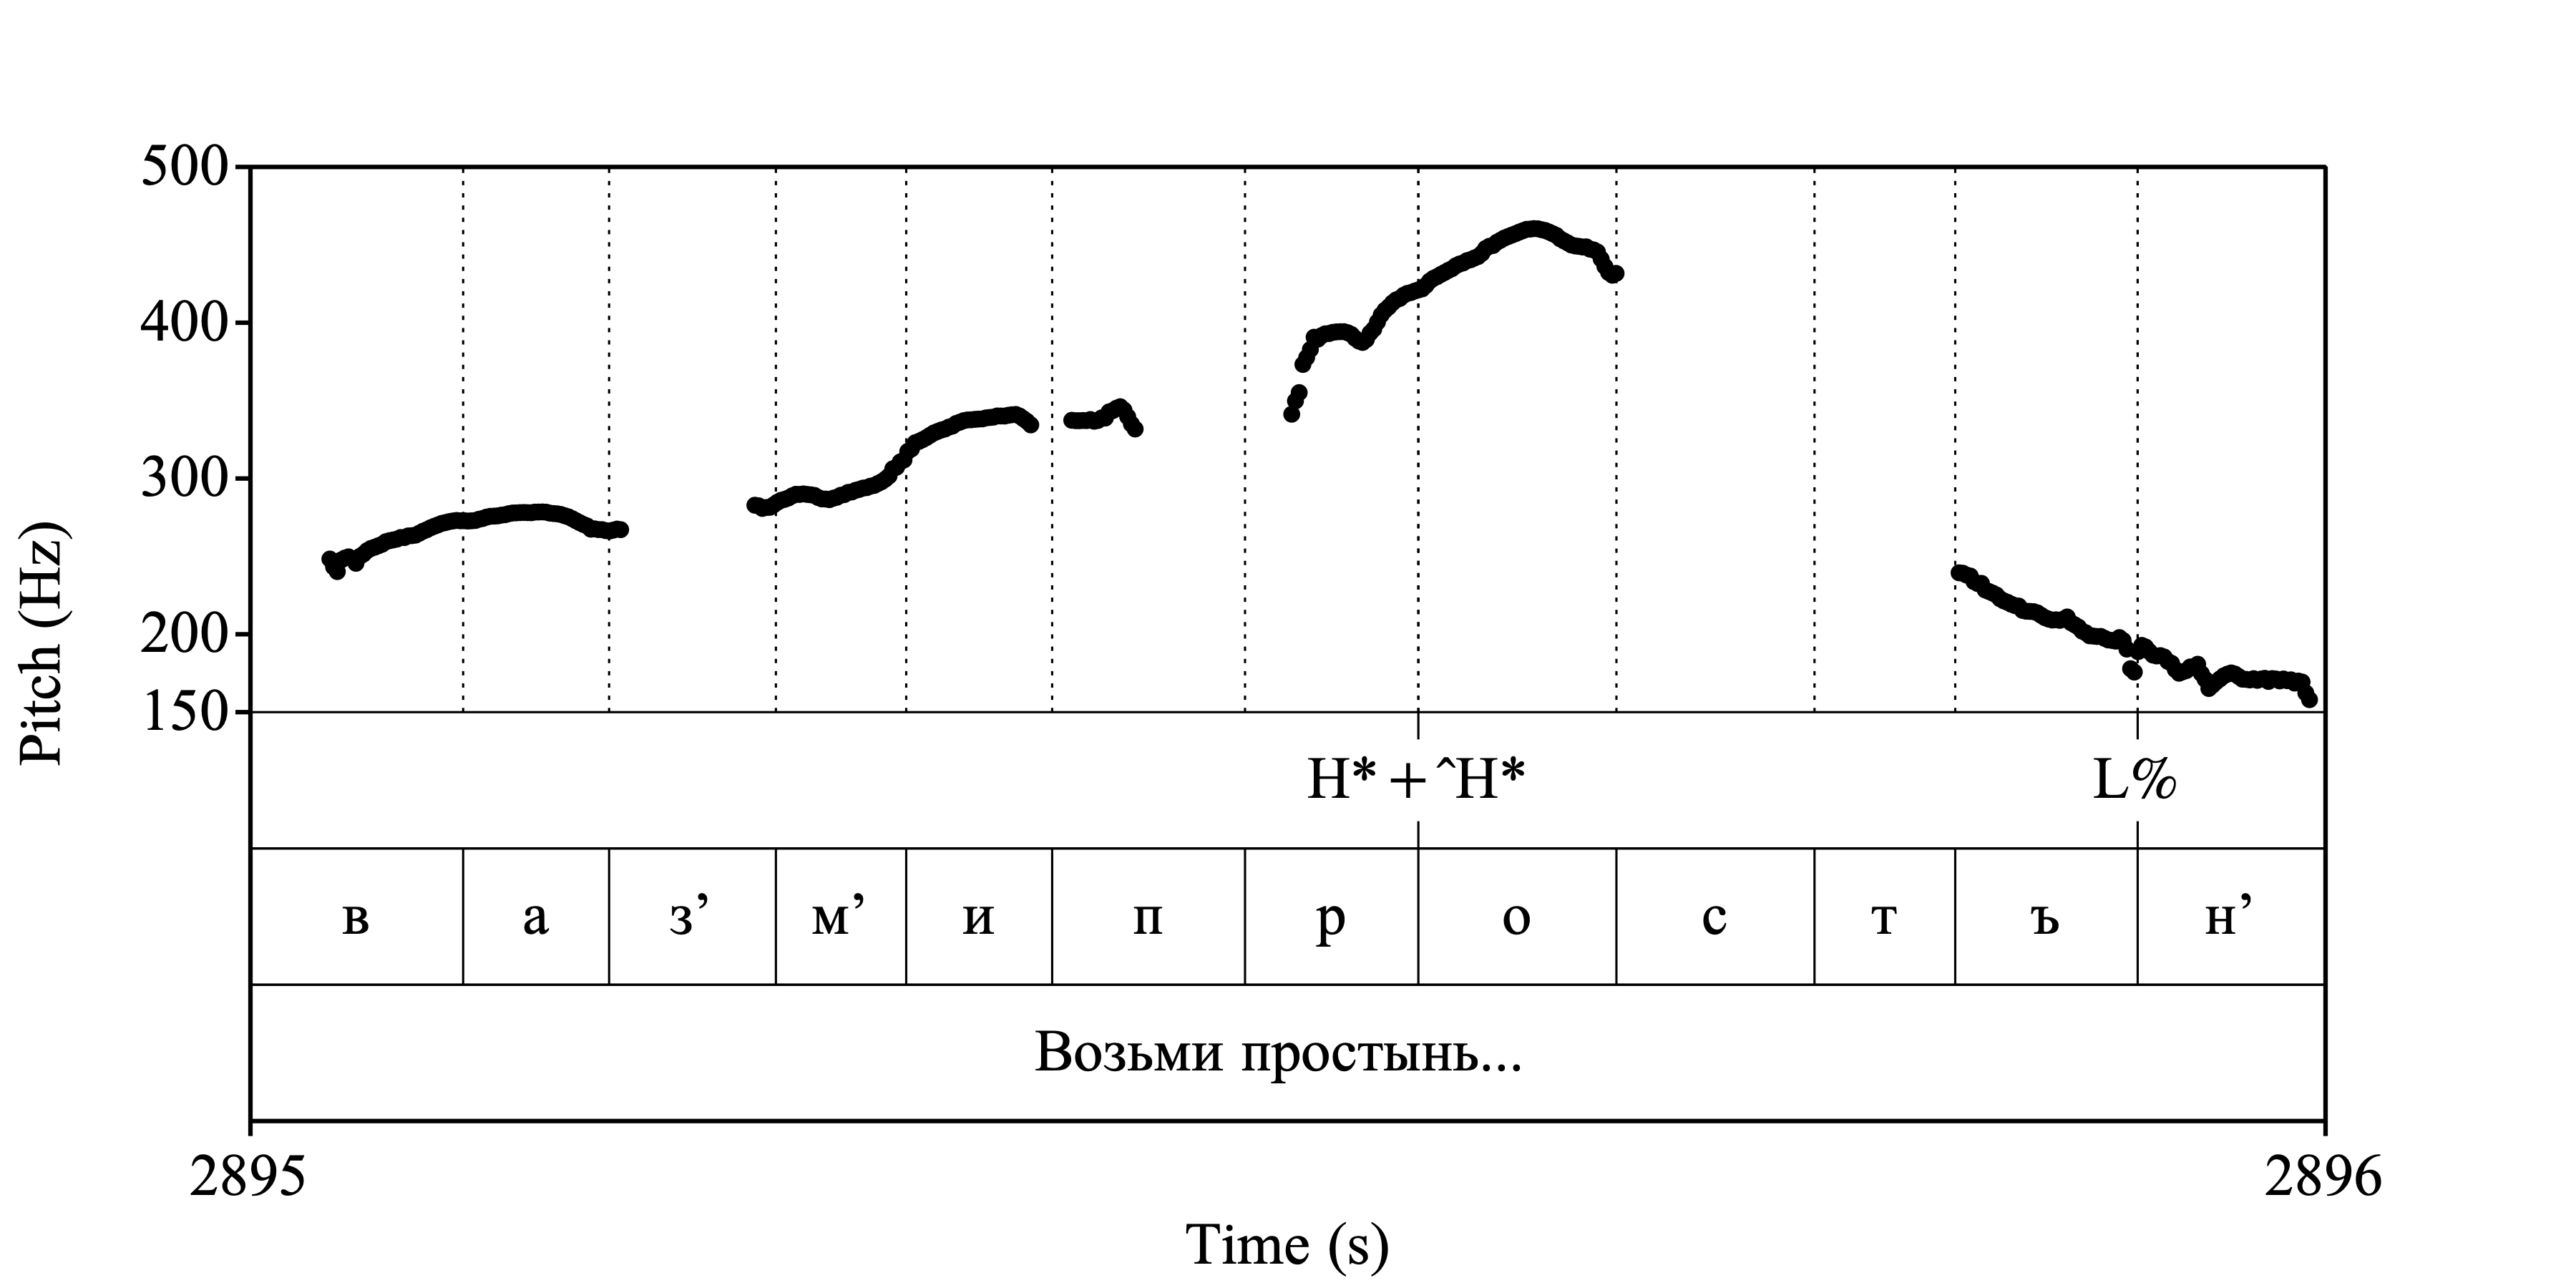 500
400
300
200
150
Pitch (Hz)
H* + ^H* L%
в а з’ м’ и п р о с т ъ н’
Возьми простынь...
2895 2896
Time (s)